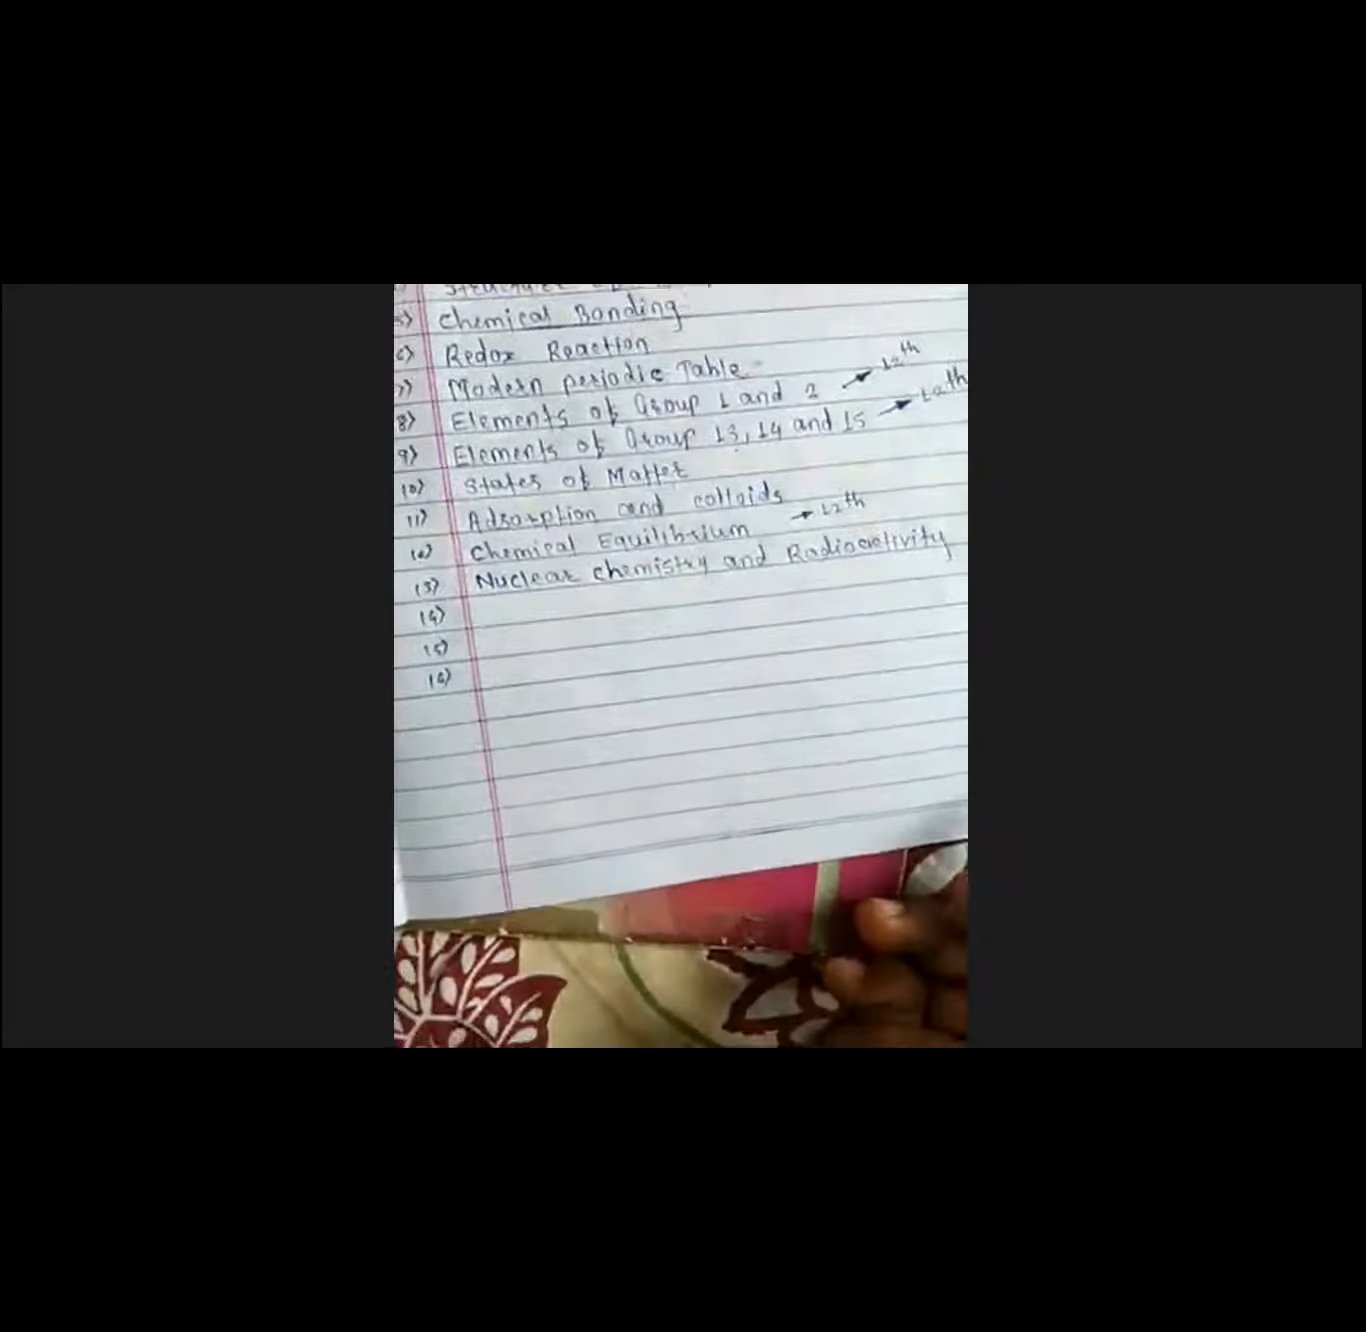 5) Chemical Bonding
6) Redox Reaction
7) Modern periodic Table
8) Elements of Group 1 and 2 → 12th
9) Elements of Group 13, 14 and 15 → 12th
10) States of Matter
11) Adsorption and colloids
12) Chemical Equilibrium → 12th
13) Nuclear chemistry and Radioactivity
14)
15)
16)